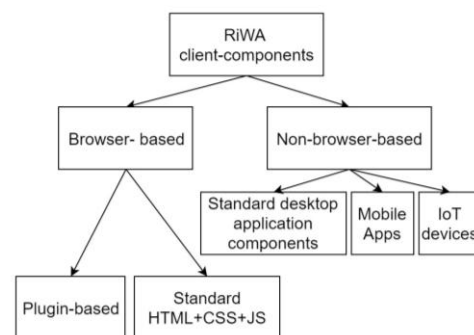 RiWA
client-components
Browser- based
Non-browser-based
Standard desktop
application
components
Mobile
Apps
IoT
devices
Plugin-based
Standard
HTML+CSS+JS